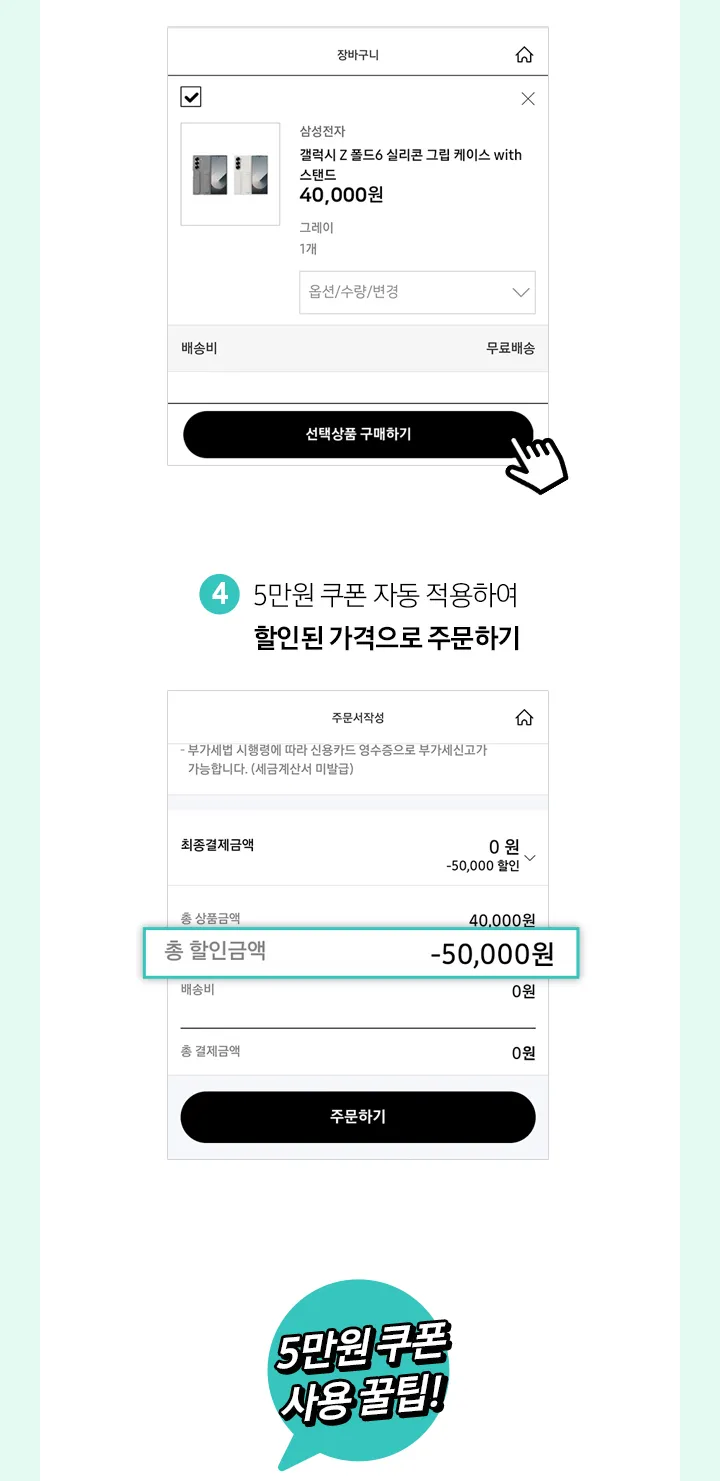 장바구니
삼성전자
갤럭시 Z 폴드6 실리콘 그립 케이스 with
스탠드
40,000원
그레이
1개
옵션/수량/변경
배송비 무료배송
선택상품 구매하기
4 5만원 쿠폰 자동 적용하여
할인된 가격으로 주문하기
주문서작성
- 부가세법 시행령에 따라 신용카드 영수증으로 부가세신고가
가능합니다. (세금계산서 미발급)
최종결제금액 0 원
-50,000 할인
총 상품금액 40,000원
총 할인금액 -50,000원
배송비 0원
총 결제금액 0원
주문하기
5만원 쿠폰
사용 꿀팁!